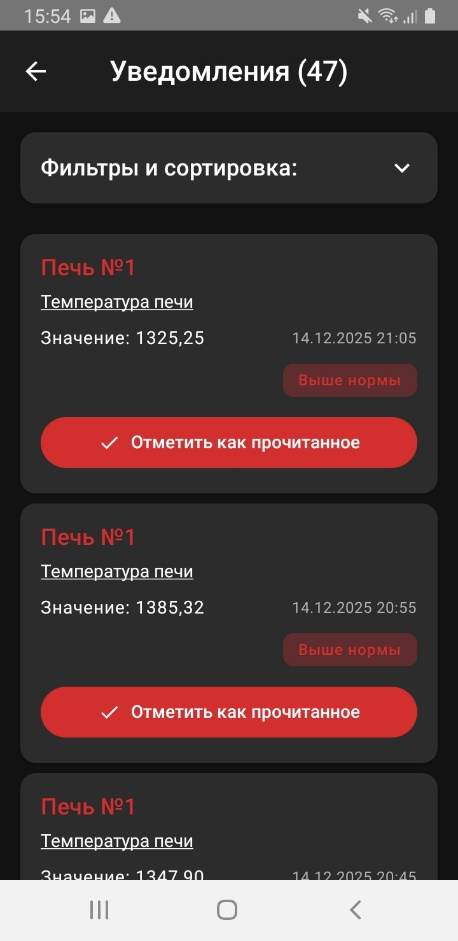 15:54
Уведомления (47)
Фильтры и сортировка:
Печь №1
Температура печи
Значение: 1325,25
14.12.2025 21:05
Выше нормы
Отметить как прочитанное
Печь №1
Температура печи
Значение: 1385,32
14.12.2025 20:55
Выше нормы
Отметить как прочитанное
Печь №1
Температура печи
Значение: 1347,90
14.12.2025 20:45